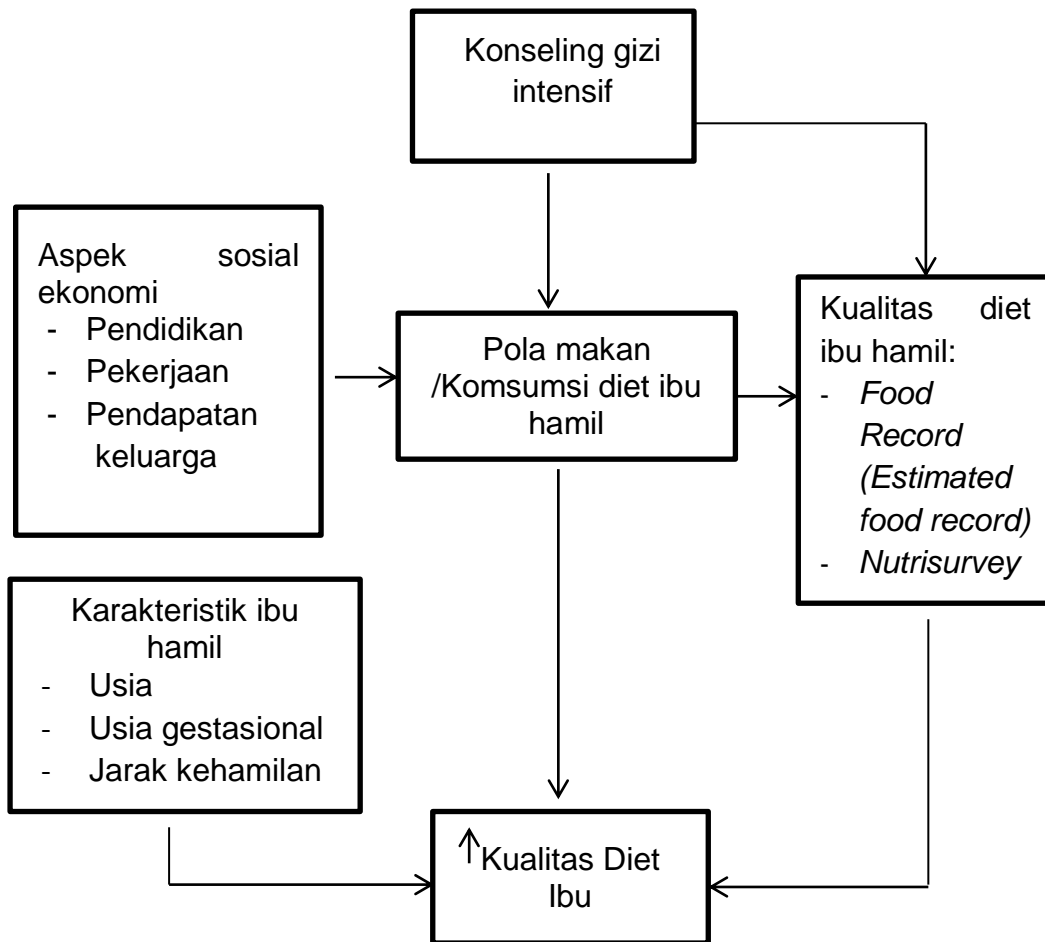 Konseling gizi
intensif
Aspek sosial
ekonomi
- Pendidikan
- Pekerjaan
- Pendapatan
keluarga
Pola makan
/Komsumsi diet ibu
hamil
Kualitas diet
ibu hamil:
- Food
Record
(Estimated
food record)
- Nutrisurvey
Karakteristik ibu
hamil
- Usia
- Usia gestasional
- Jarak kehamilan
↑Kualitas Diet
Ibu